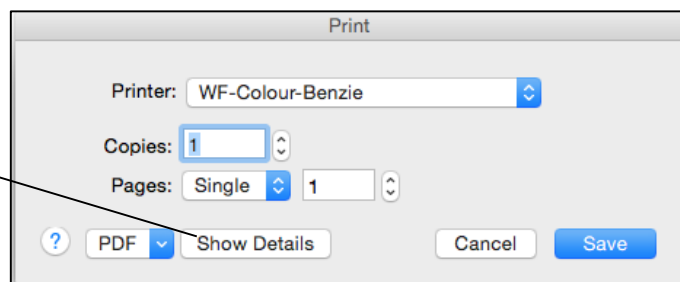 Print
Printer: WF-Colour-Benzie
Copies: 1
Pages: Single 1
? PDF Show Details Cancel Save